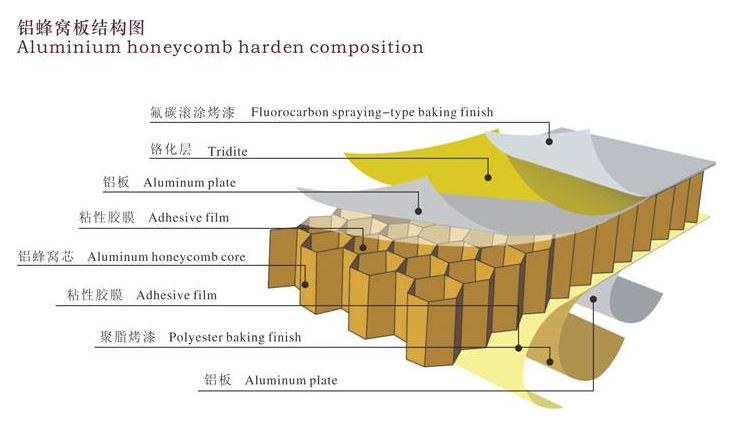 铝蜂窝板结构图
Aluminium honeycomb harden composition
氟碳滚涂烤漆 Fluorocarbon spraying-type baking finish
铬化层 Tridite
铝板 Aluminum plate
粘性胶膜 Adhesive film
铝蜂窝芯 Aluminum honeycomb core
粘性胶膜 Adhesive film
聚脂烤漆 Polyester baking finish
铝板 Aluminum plate